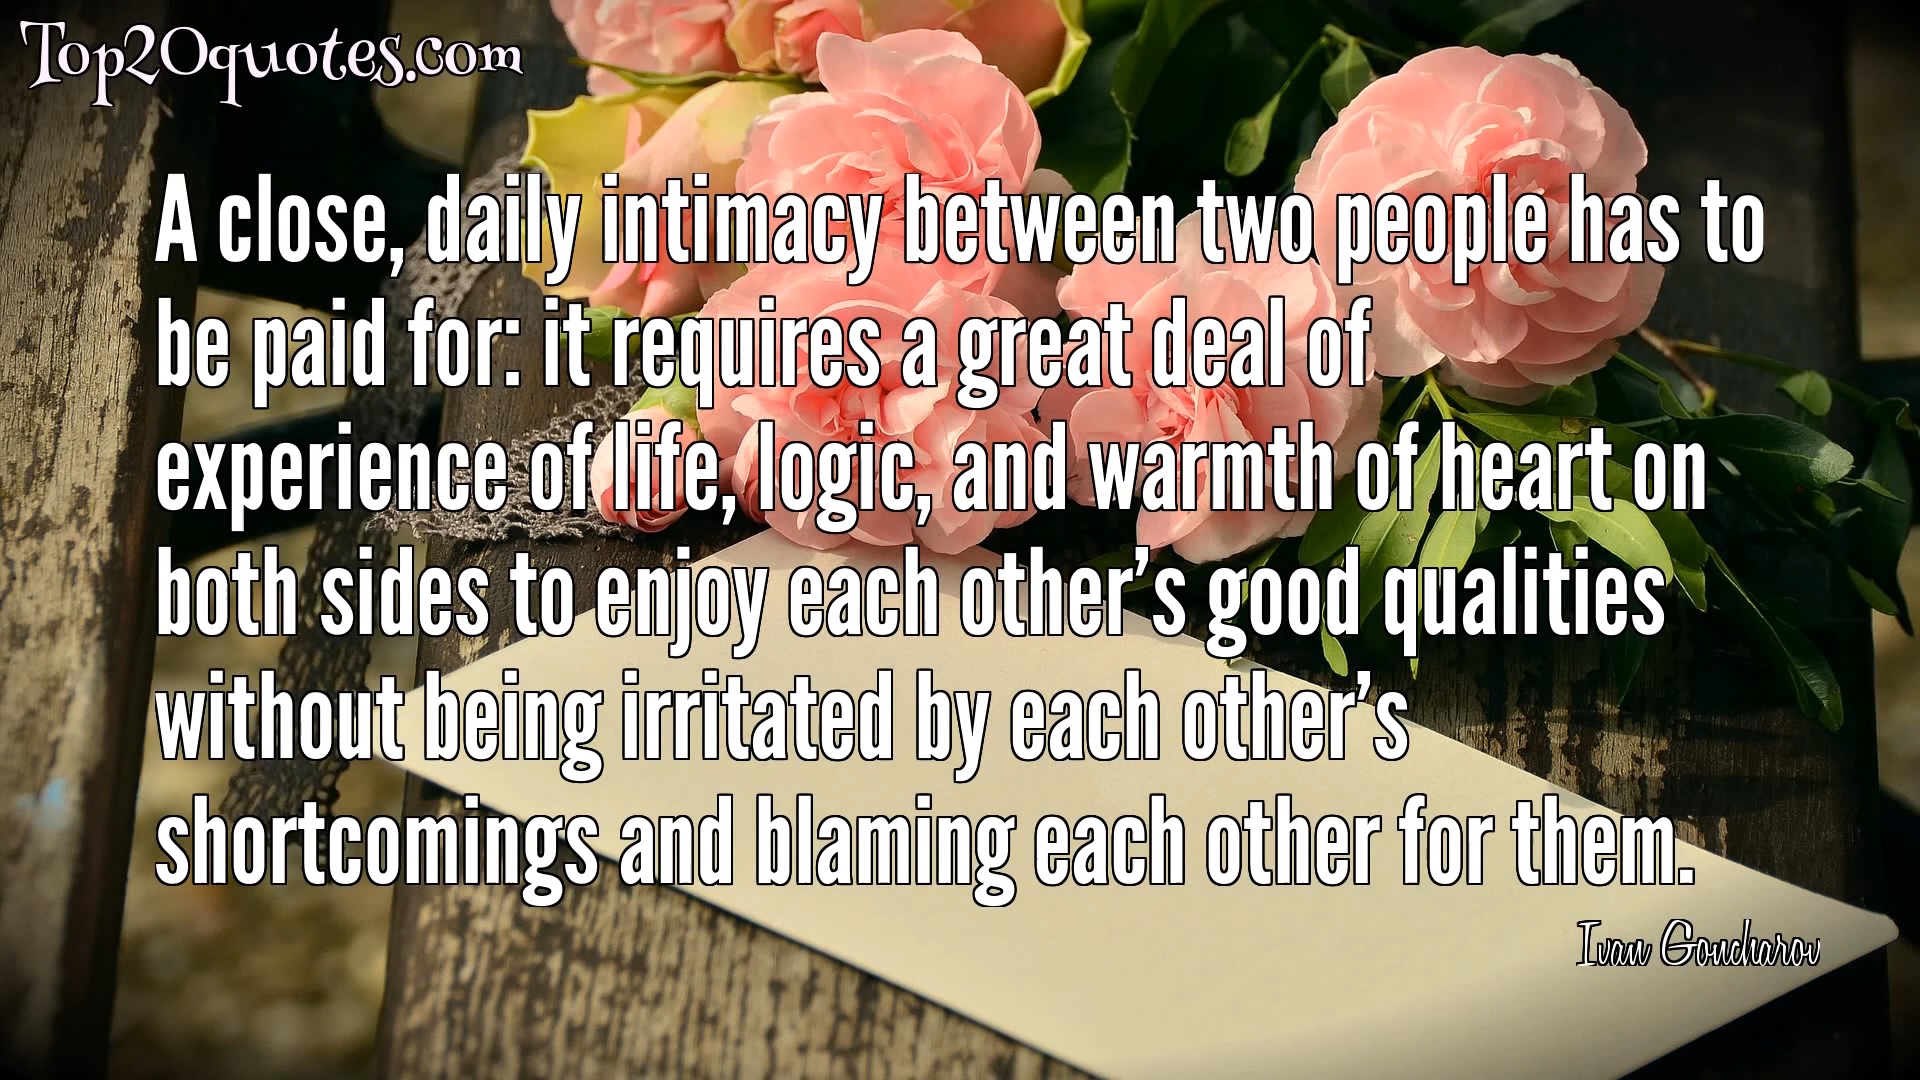 Top20quotes.com
A close, daily intimacy between two people has to
be paid for: it requires a great deal of
experience of life, logic, and warmth of heart on
both sides to enjoy each other’s good qualities
without being irritated by each other’s
shortcomings and blaming each other for them.
Ivan Goncharov